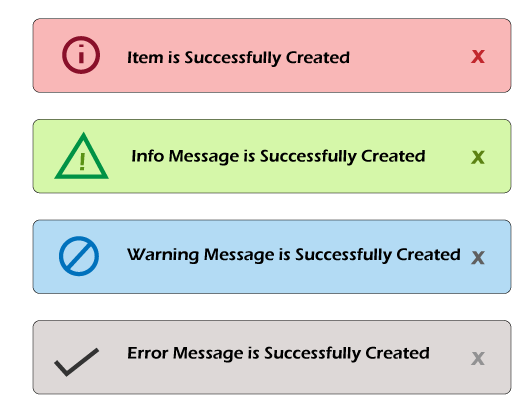 Item is Successfully Created X
Info Message is Successfully Created X
Warning Message is Successfully Created X
Error Message is Successfully Created X